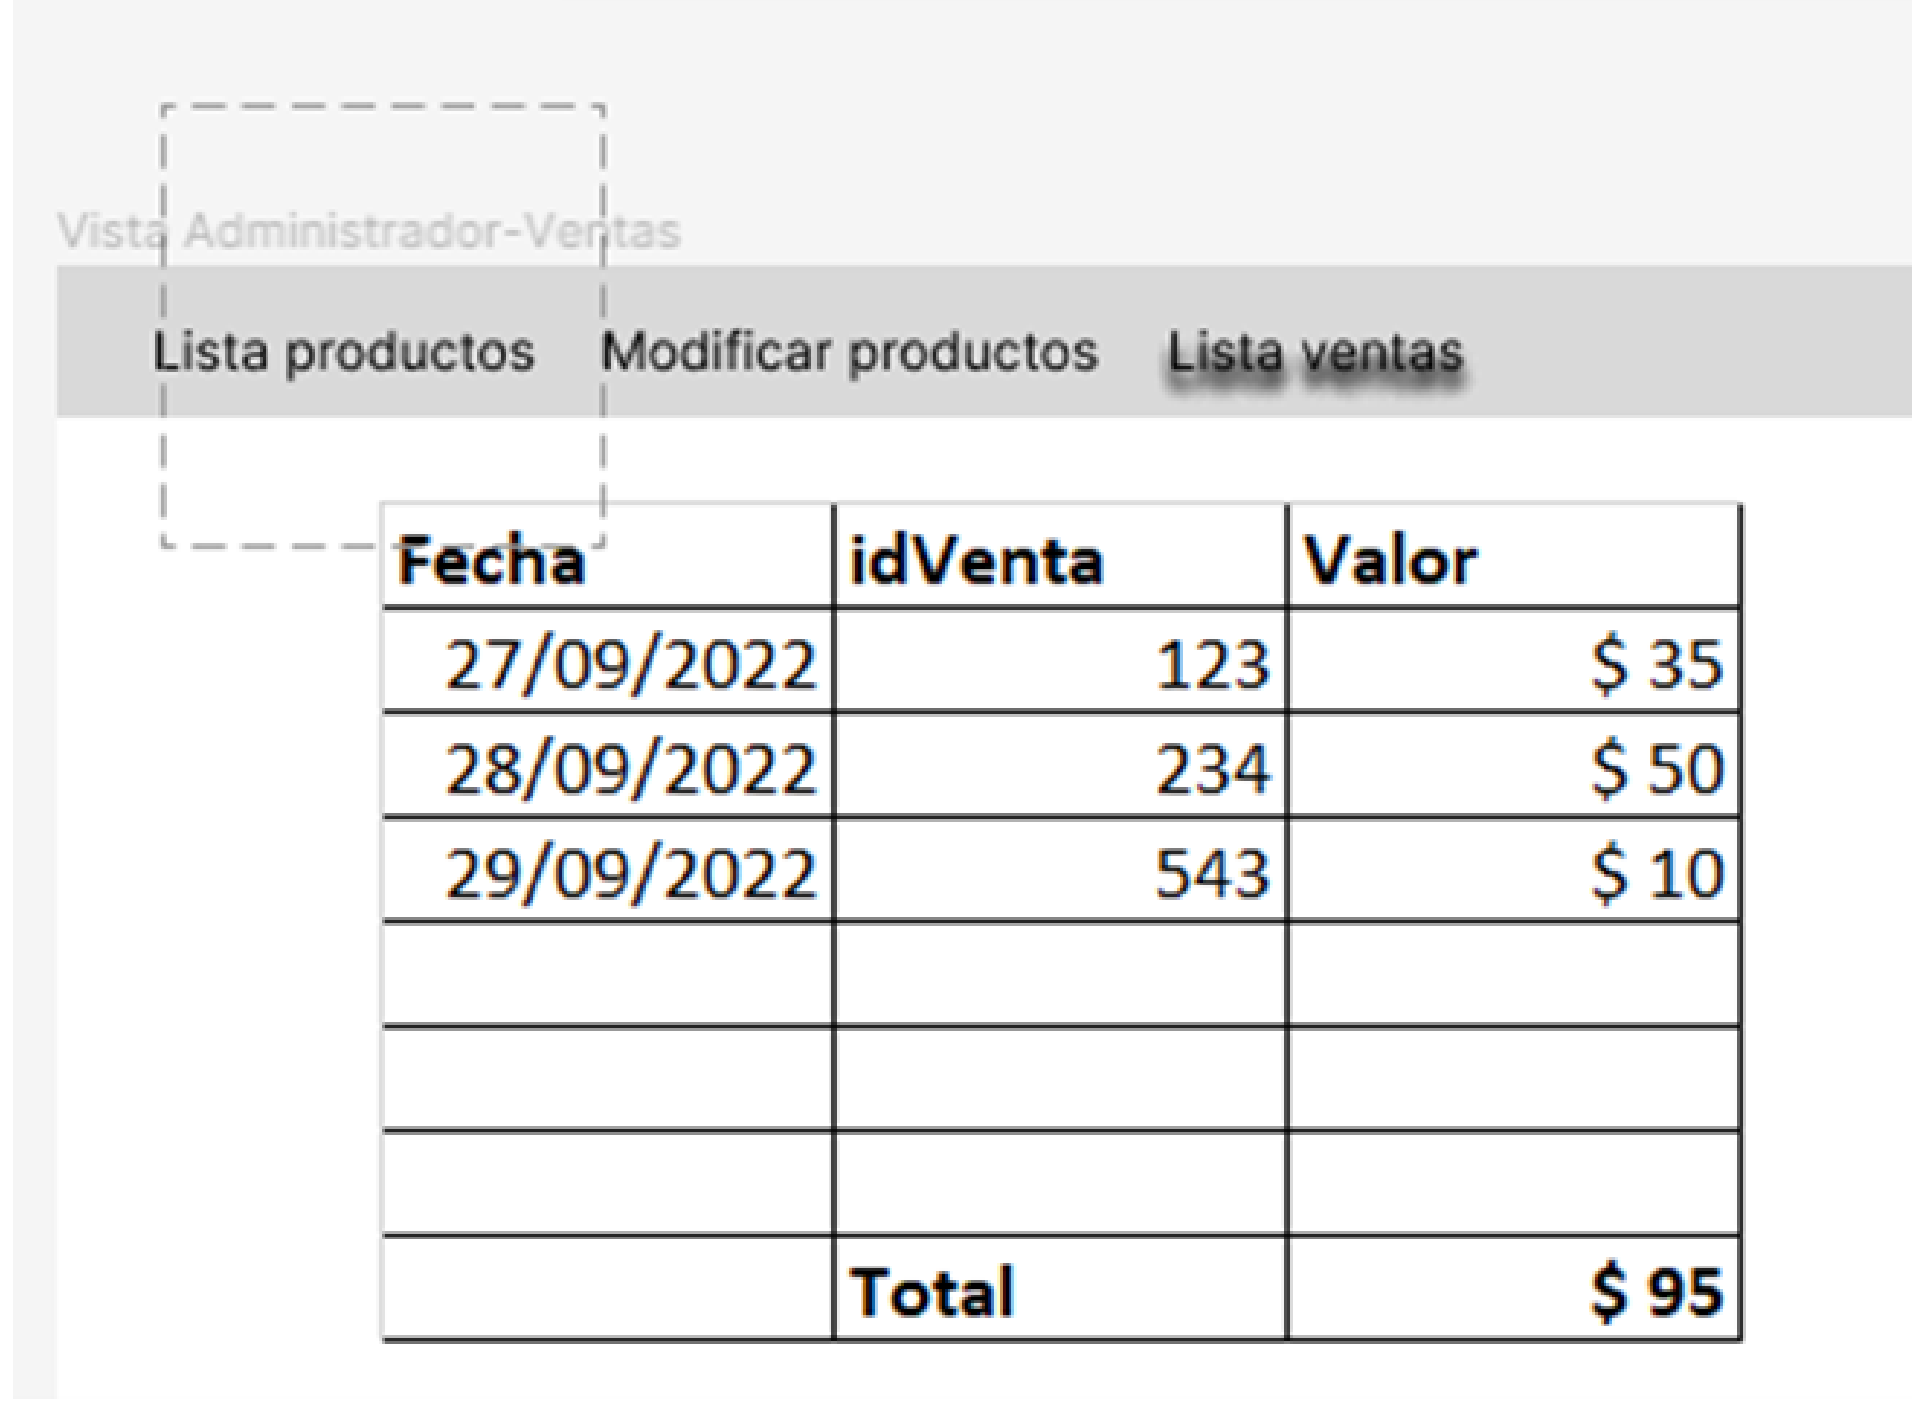 Vista Administrador-Ventas
Lista productos Modificar productos Lista ventas
Fecha idVenta Valor
27/09/2022 123 $ 35
28/09/2022 234 $ 50
29/09/2022 543 $ 10
Total $ 95